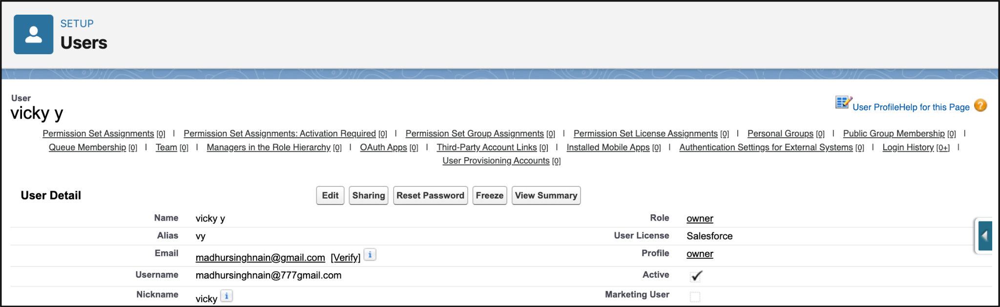 SETUP
Users
User
vicky y
User ProfileHelp for this Page ?
Permission Set Assignments [0] | Permission Set Assignments: Activation Required [0] | Permission Set Group Assignments [0] | Permission Set License Assignments [0] | Personal Groups [0] | Public Group Membership [0] |
Queue Membership [0] | Team [0] | Managers in the Role Hierarchy [0] | OAuth Apps [0] | Third-Party Account Links [0] | Installed Mobile Apps [0] | Authentication Settings for External Systems [0] | Login History [0+] |
User Provisioning Accounts [0]
User Detail Edit Sharing Reset Password Freeze View Summary
Name vicky y Role owner
Alias vy User License Salesforce
Email madhursinghnain@gmail.com [Verify] i Profile owner
Username madhursinghnain@777gmail.com Active
Nickname vicky i Marketing User